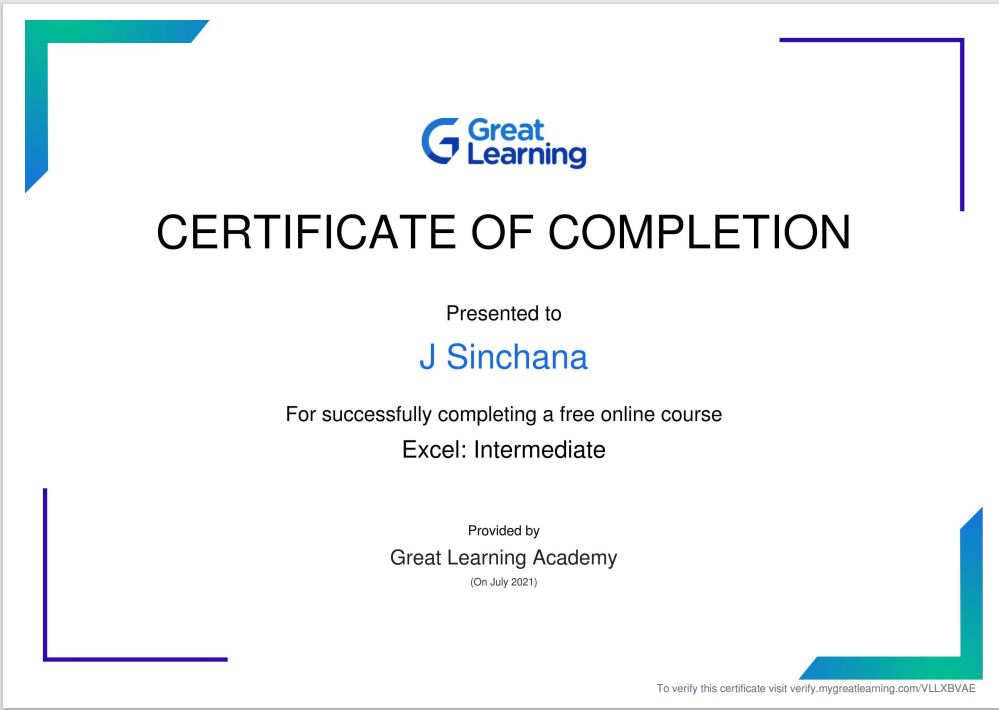 Great
Learning
CERTIFICATE OF COMPLETION
Presented to
J Sinchana
For successfully completing a free online course
Excel: Intermediate
Provided by
Great Learning Academy
(On July 2021)
To verify this certificate visit verify.mygreatlearning.com/VLLXBVAE